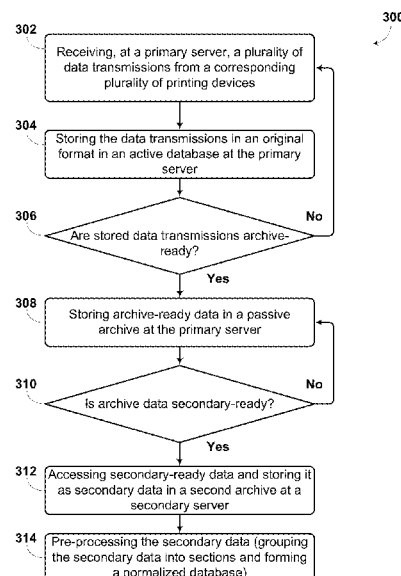 300
302
Receiving, at a primary server, a plurality of
data transmissions from a corresponding
plurality of printing devices
304
Storing the data transmissions in an original
format in an active database at the primary
server
306
No
Are stored data transmissions archive-
ready?
Yes
308
Storing archive-ready data in a passive
archive at the primary server
310
No
Is archive data secondary-ready?
Yes
312
Accessing secondary-ready data and storing it
as secondary data in a second archive at a
secondary server
314
Pre-processing the secondary data (grouping
the secondary data into sections and forming
a normalized database)